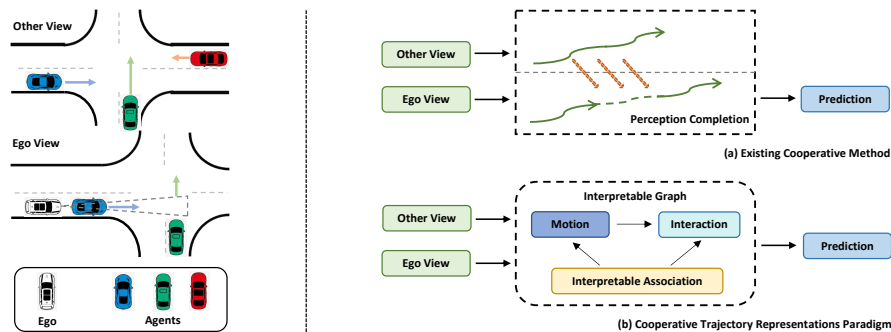 Other View
Ego View
Ego
Agents
Other View
Ego View
Perception Completion
Prediction
(a) Existing Cooperative Method
Interpretable Graph
Other View
Motion
Interaction
Ego View
Prediction
Interpretable Association
(b) Cooperative Trajectory Representations Paradigm